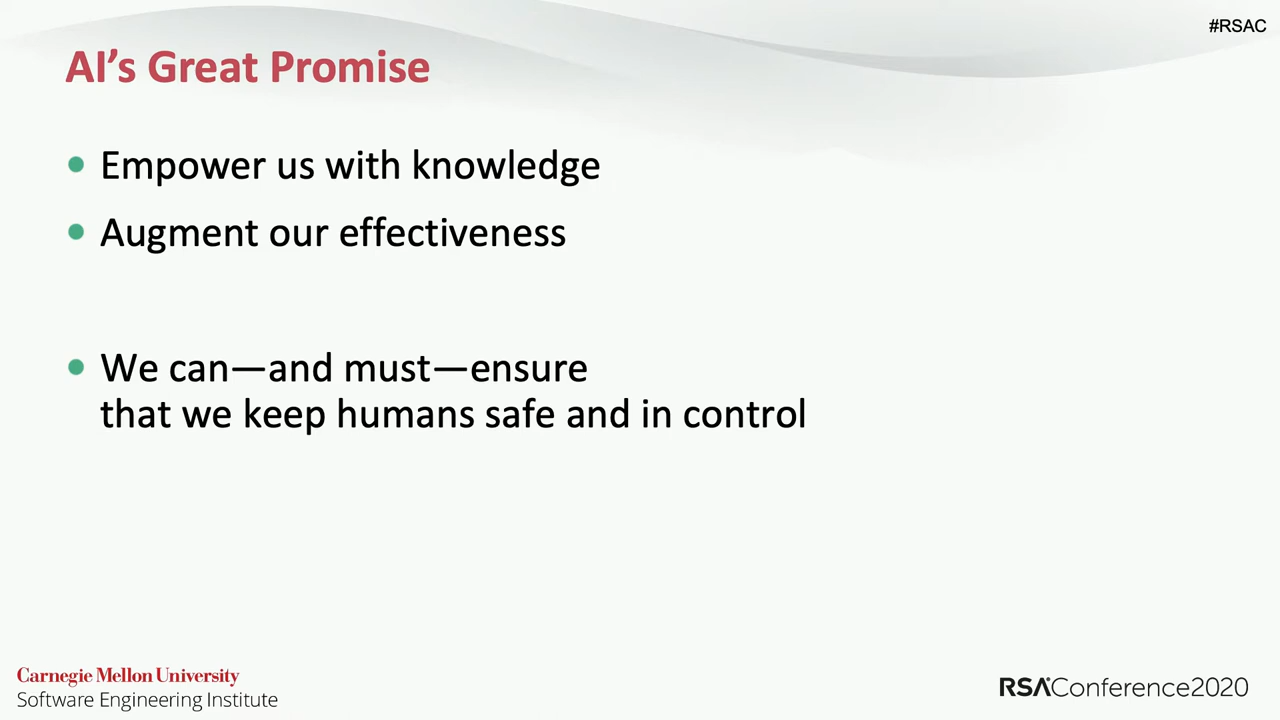 #RSAC
AI’s Great Promise
• Empower us with knowledge
• Augment our effectiveness
• We can—and must—ensure
that we keep humans safe and in control
Carnegie Mellon University
Software Engineering Institute
RSAConference2020